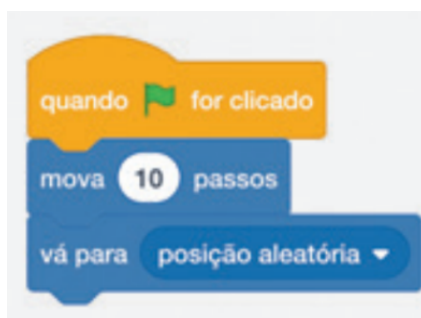 quando for clicado
mova 10 passos
vá para posição aleatória